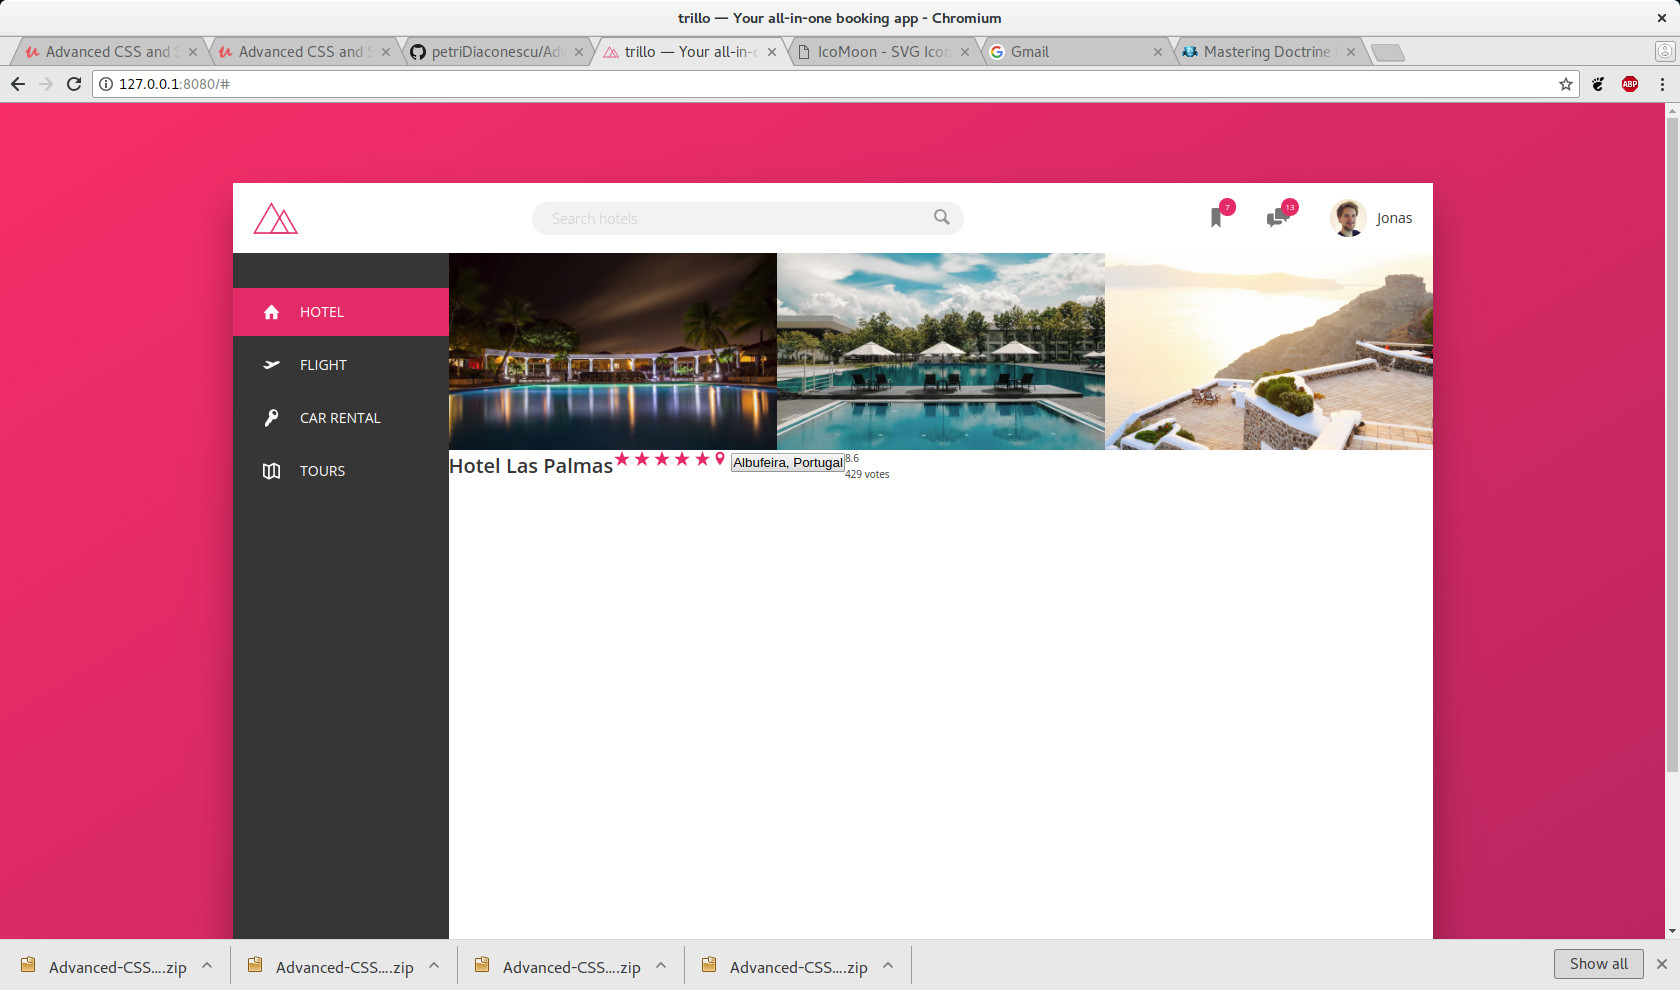 trillo — Your all-in-one booking app - Chromium
Advanced CSS and S
Advanced CSS and S
petriDiaconescu/Adv
trillo — Your all-in-o
IcoMoon - SVG Icon
Gmail
Mastering Doctrine
127.0.0.1:8080/#
ABP
Search hotels
7
13
Jonas
HOTEL
FLIGHT
CAR RENTAL
TOURS
Hotel Las Palmas
Albufeira, Portugal
8.6
429 votes
Advanced-CSS....zip
Advanced-CSS....zip
Advanced-CSS....zip
Advanced-CSS....zip
Show all